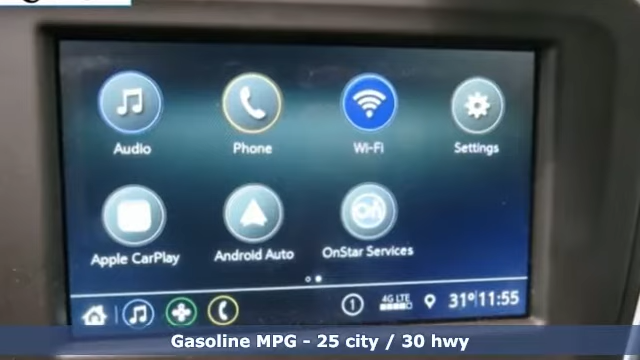 Audio Phone Wi-Fi Settings
Apple CarPlay Android Auto OnStar Services
1 4G LTE 31° 11:55
Gasoline MPG - 25 city / 30 hwy